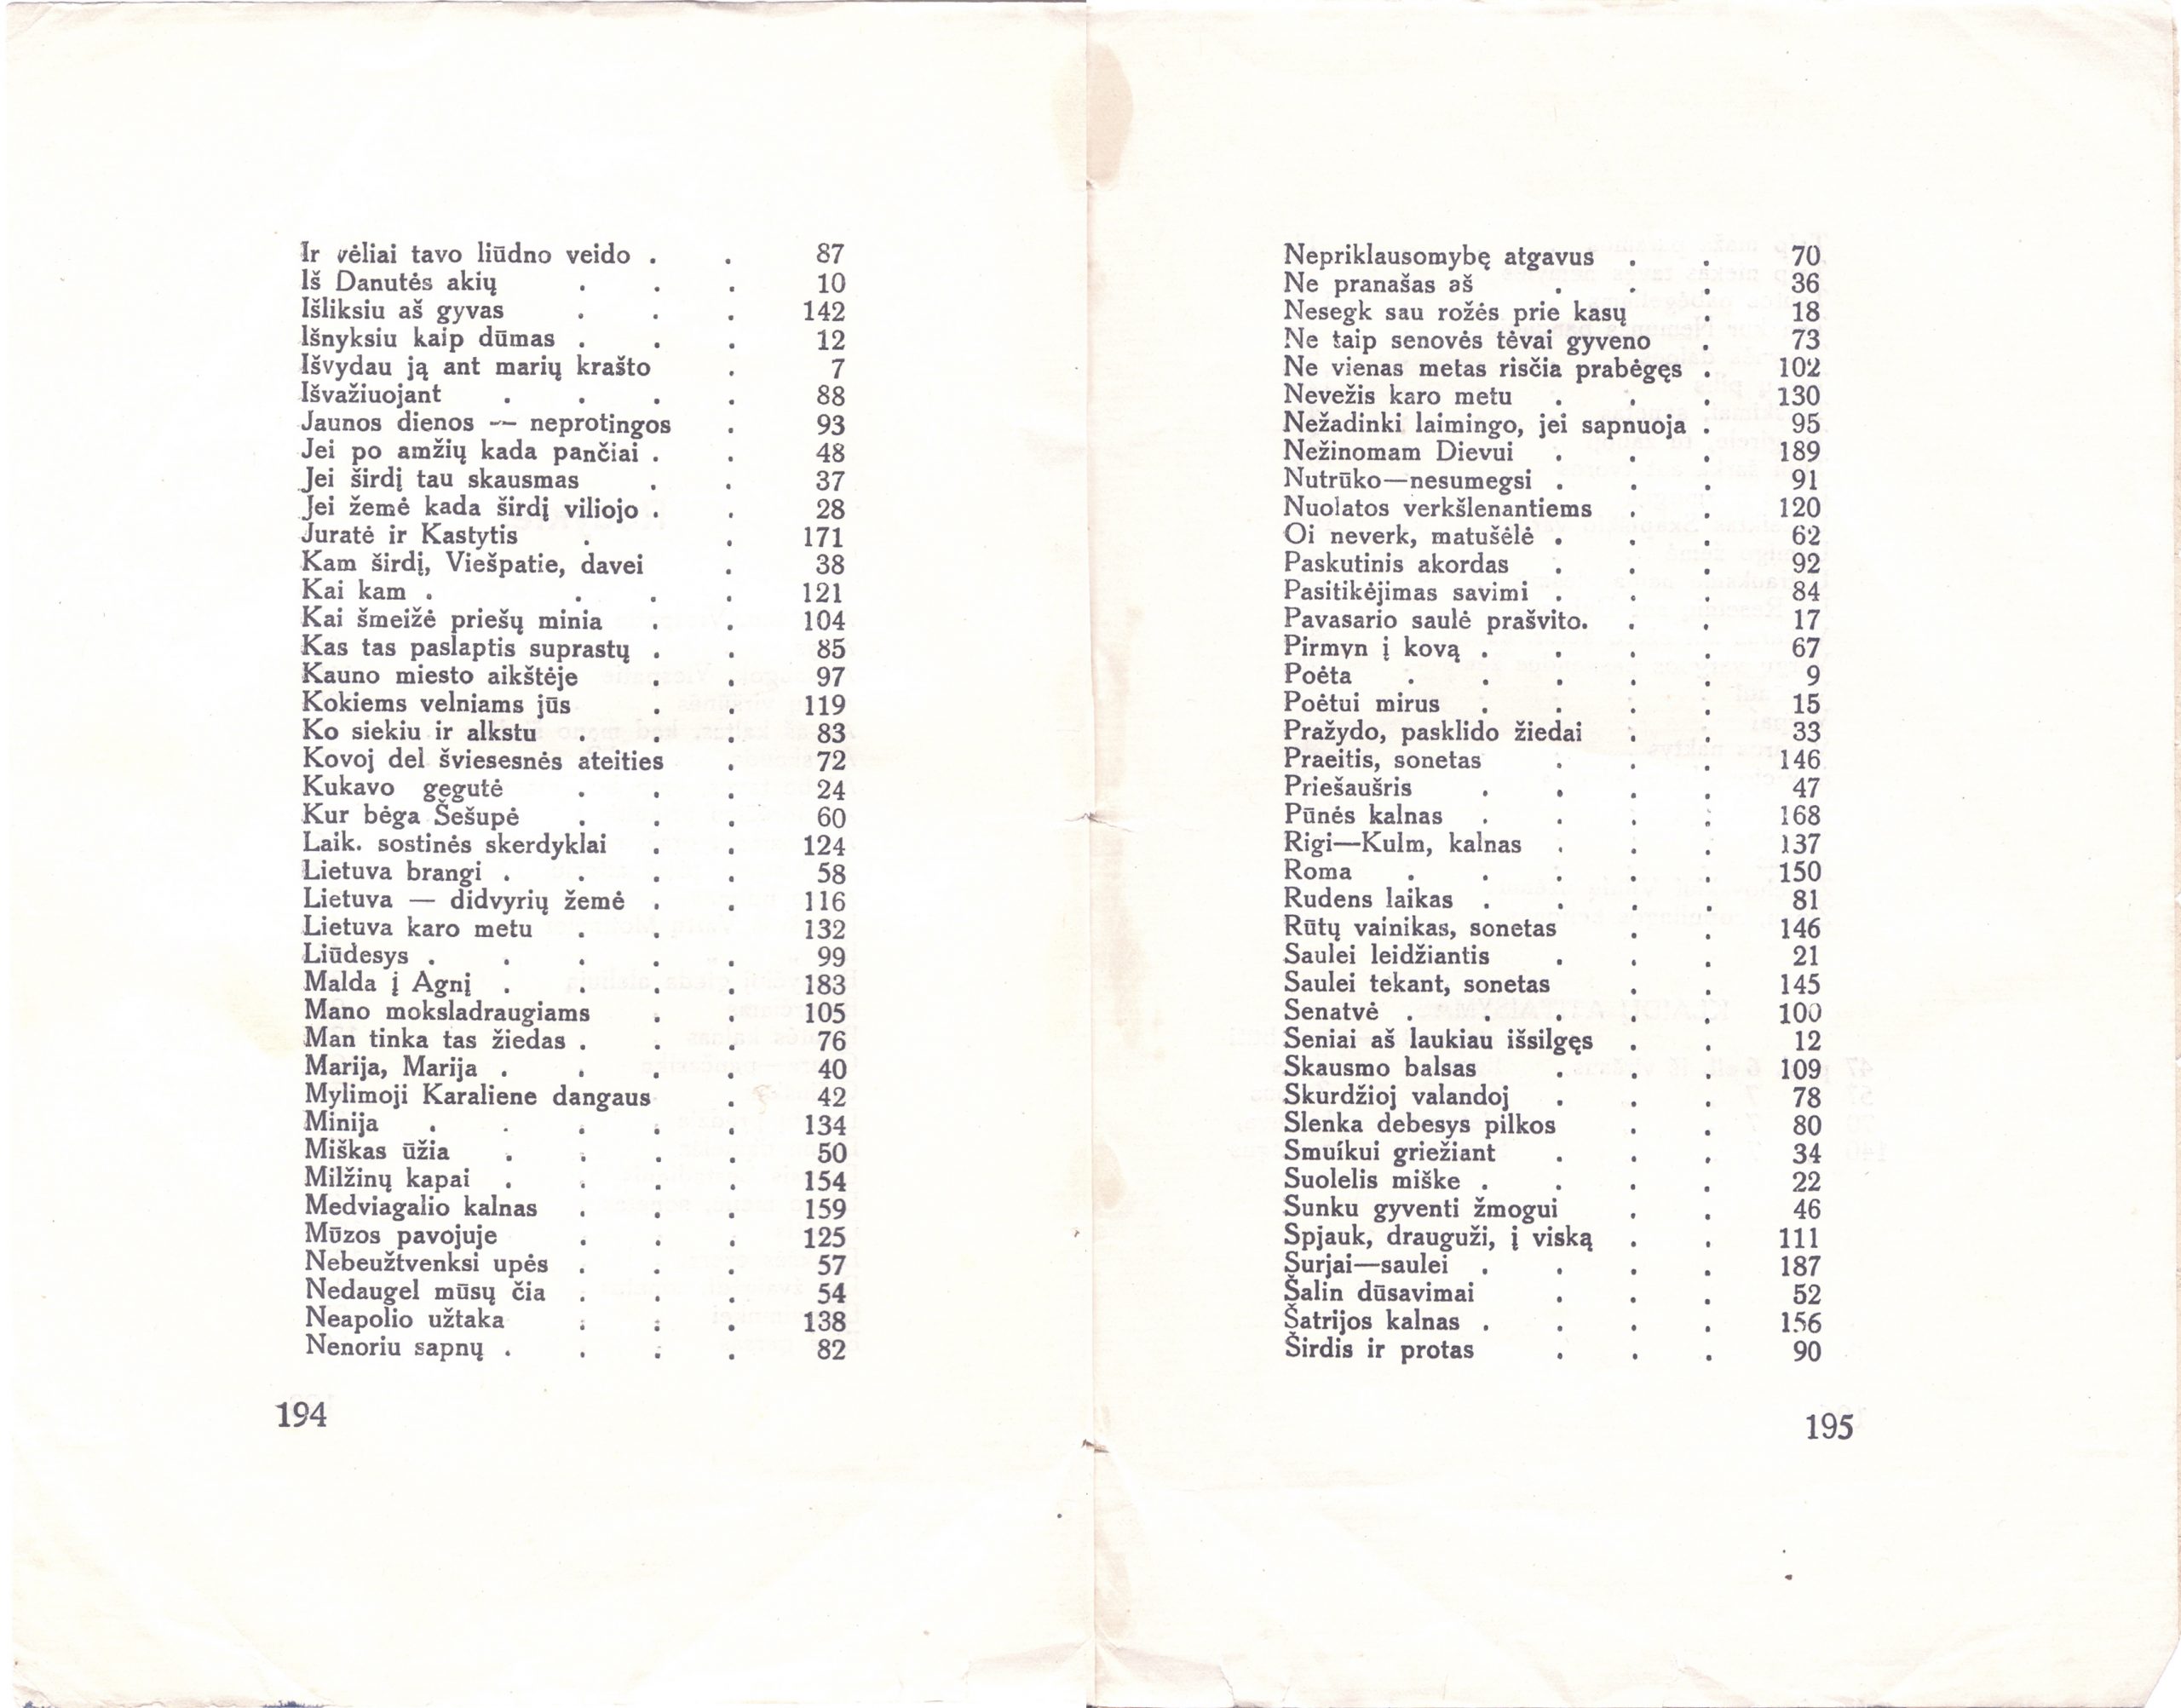 Ir vėliai tavo liūdno veido . . 87
Iš Danutės akių . . . 10
Išliksiu aš gyvas . . . 142
Išnyksiu kaip dūmas . . . 12
Išvydau ją ant marių krašto . 7
Išvažiuojant . . . . 88
Jaunos dienos — neprotingos . 93
Jei po amžių kada pančiai . . 48
Jei širdį tau skausmas . . 37
Jei žemė kada širdį viliojo . . 28
Juratė ir Kastytis . . 171
Kam širdį, Viešpatie, davei . 38
Kai kam . . . . 121
Kai šmeižė priešų minia . . 104
Kas tas paslaptis suprastų . . 85
Kauno miesto aikštėje . . 97
Kokiems velniams jūs . . 119
Ko siekiu ir alkstu . . . 83
Kovoj del šviesesnės ateities . 72
Kukavo gegutė . . . 24
Kur bėga Šešupė . . . 60
Laik. sostinės skerdyklai . . 124
Lietuva brangi . . . . 58
Lietuva — didvyrių žemė . . 116
Lietuva karo metu . . . 132
Liūdesys . . . . . 99
Malda į Agnį . . . . 183
Mano moksladraugiams . . 105
Man tinka tas žiedas . . . 76
Marija, Marija . . . . 40
Mylimoji Karaliene dangaus . 42
Minija . . . . . 134
Miškas ūžia . . . . 50
Milžinų kapai . . . . 154
Medviagalio kalnas . . . 159
Mūzos pavojuje . . . 125
Nebeužtvenksi upės . . . 57
Nedaugel mūsų čia . . . 54
Neapolio užtaka . . . 138
Nenoriu sapnų . . . . 82
194
Nepriklausomybę atgavus . . 70
Ne pranašas aš . . . 36
Nesegk sau rožės prie kasų . 18
Ne taip senovės tėvai gyveno . 73
Ne vienas metas risčia prabėgęs . 102
Nevežis karo metu . . . 130
Nežadinki laimingo, jei sapnuoja . 95
Nežinomam Dievui . . . 189
Nutrūko—nesumegsi . . . 91
Nuolatos verkšlenantiems . . 120
Oi neverk, matušėlė . . . 62
Paskutinis akordas . . . 92
Pasitikėjimas savimi . . . 84
Pavasario saulė prašvito. . . 17
Pirmyn į kovą . . . . 67
Poėta . . . . . 9
Poėtui mirus . . . . 15
Pražydo, pasklido žiedai . . 33
Praeitis, sonetas . . . 146
Priešaušris . . . . 47
Pūnės kalnas . . . . 168
Rigi—Kulm, kalnas . . . 137
Roma . . . . . 150
Rudens laikas . . . . 81
Rūtų vainikas, sonetas . . 146
Saulei leidžiantis . . . 21
Saulei tekant, sonetas . . 145
Senatvė . . . . . 100
Seniai aš laukiau išsilgęs . . 12
Skausmo balsas . . . 109
Skurdžioj valandoj . . . 78
Slenka debesys pilkos . . 80
Smuikui griežiant . . . 34
Suolelis miške . . . . 22
Sunku gyventi žmogui . . 46
Spjauk, drauguži, į viską . . 111
Surjai—saulei . . . . 187
Šalin dūsavimai . . . 52
Šatrijos kalnas . . . . 156
Širdis ir protas . . . 90
195